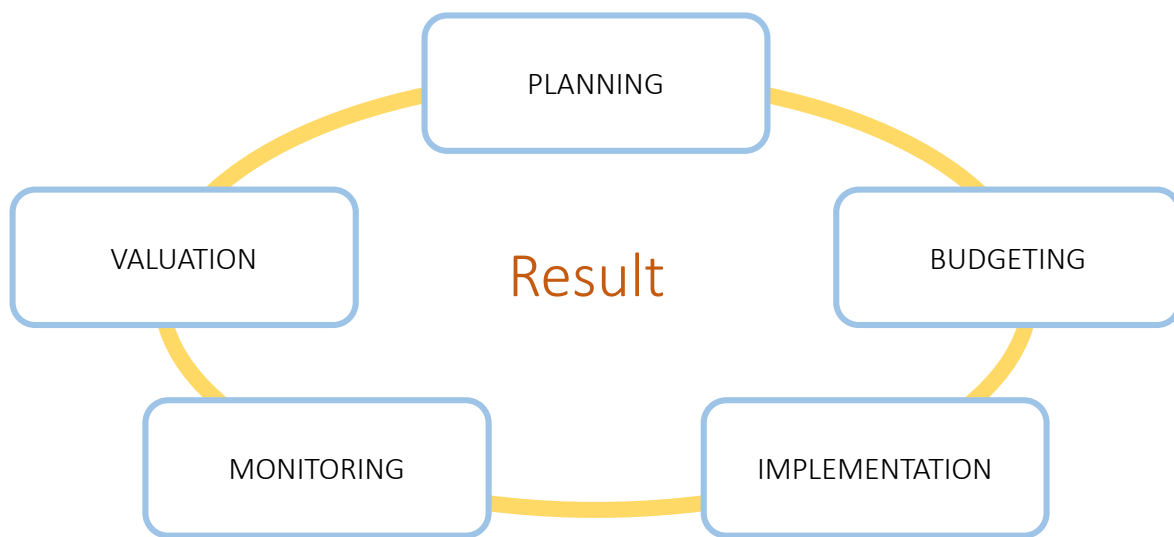 PLANNING
VALUATION
Result
BUDGETING
MONITORING
IMPLEMENTATION